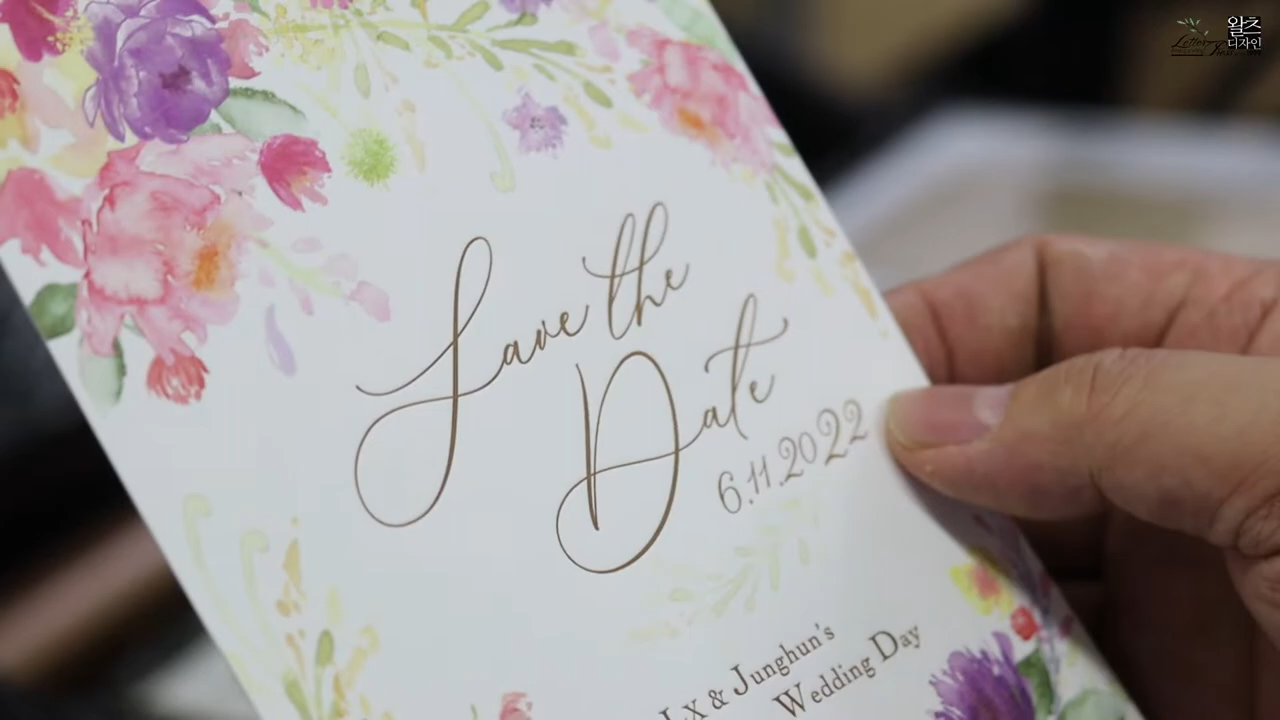 왈츠
디자인
Save the
Date
6.11.2022
& Junghun's
Wedding Day